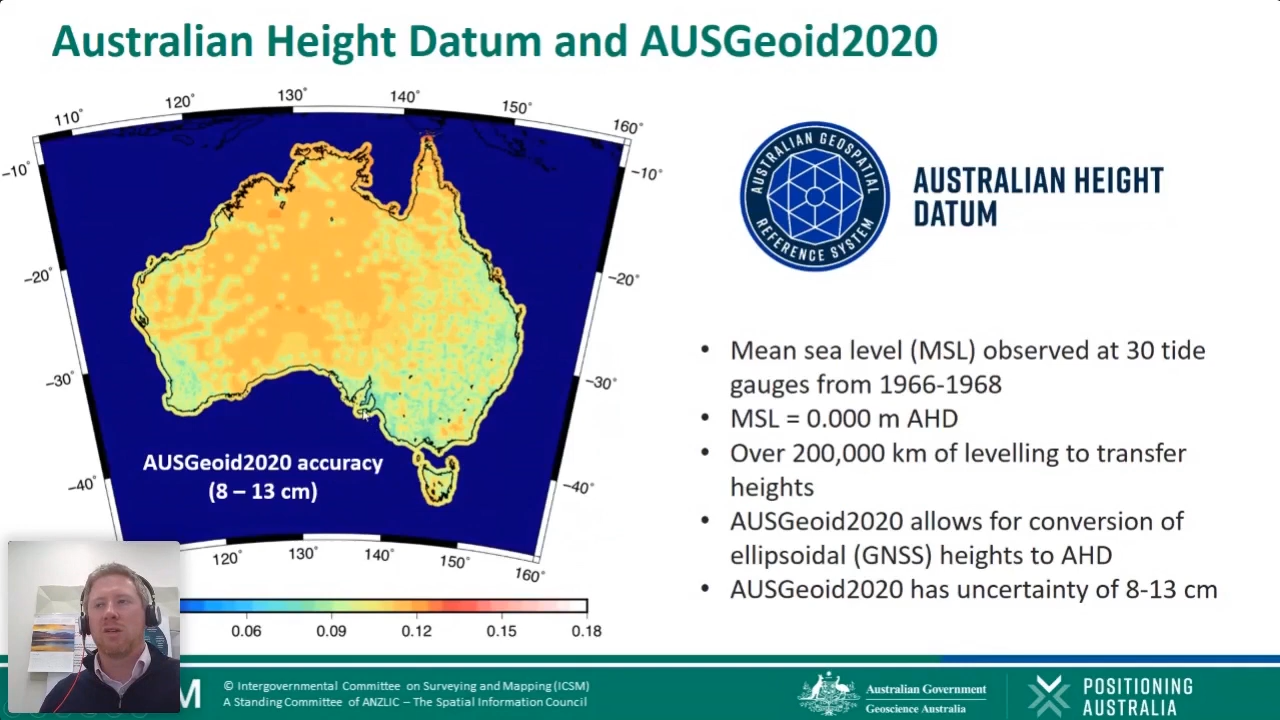 Australian Height Datum and AUSGeoid2020
110° 120° 130° 140° 150° 160°
−10° −10°
−20° −20°
−30° −30°
−40° −40°
120° 130° 140° 150° 160°
AUSGeoid2020 accuracy
(8 – 13 cm)
0.06 0.09 0.12 0.15 0.18
AUSTRALIAN GEOSPATIAL
REFERENCE SYSTEM
AUSTRALIAN HEIGHT
DATUM
• Mean sea level (MSL) observed at 30 tide
gauges from 1966-1968
• MSL = 0.000 m AHD
• Over 200,000 km of levelling to transfer
heights
• AUSGeoid2020 allows for conversion of
ellipsoidal (GNSS) heights to AHD
• AUSGeoid2020 has uncertainty of 8-13 cm
M
© Intergovernmental Committee on Surveying and Mapping (ICSM)
A Standing Committee of ANZLIC – The Spatial Information Council
Australian Government
Geoscience Australia
POSITIONING
AUSTRALIA